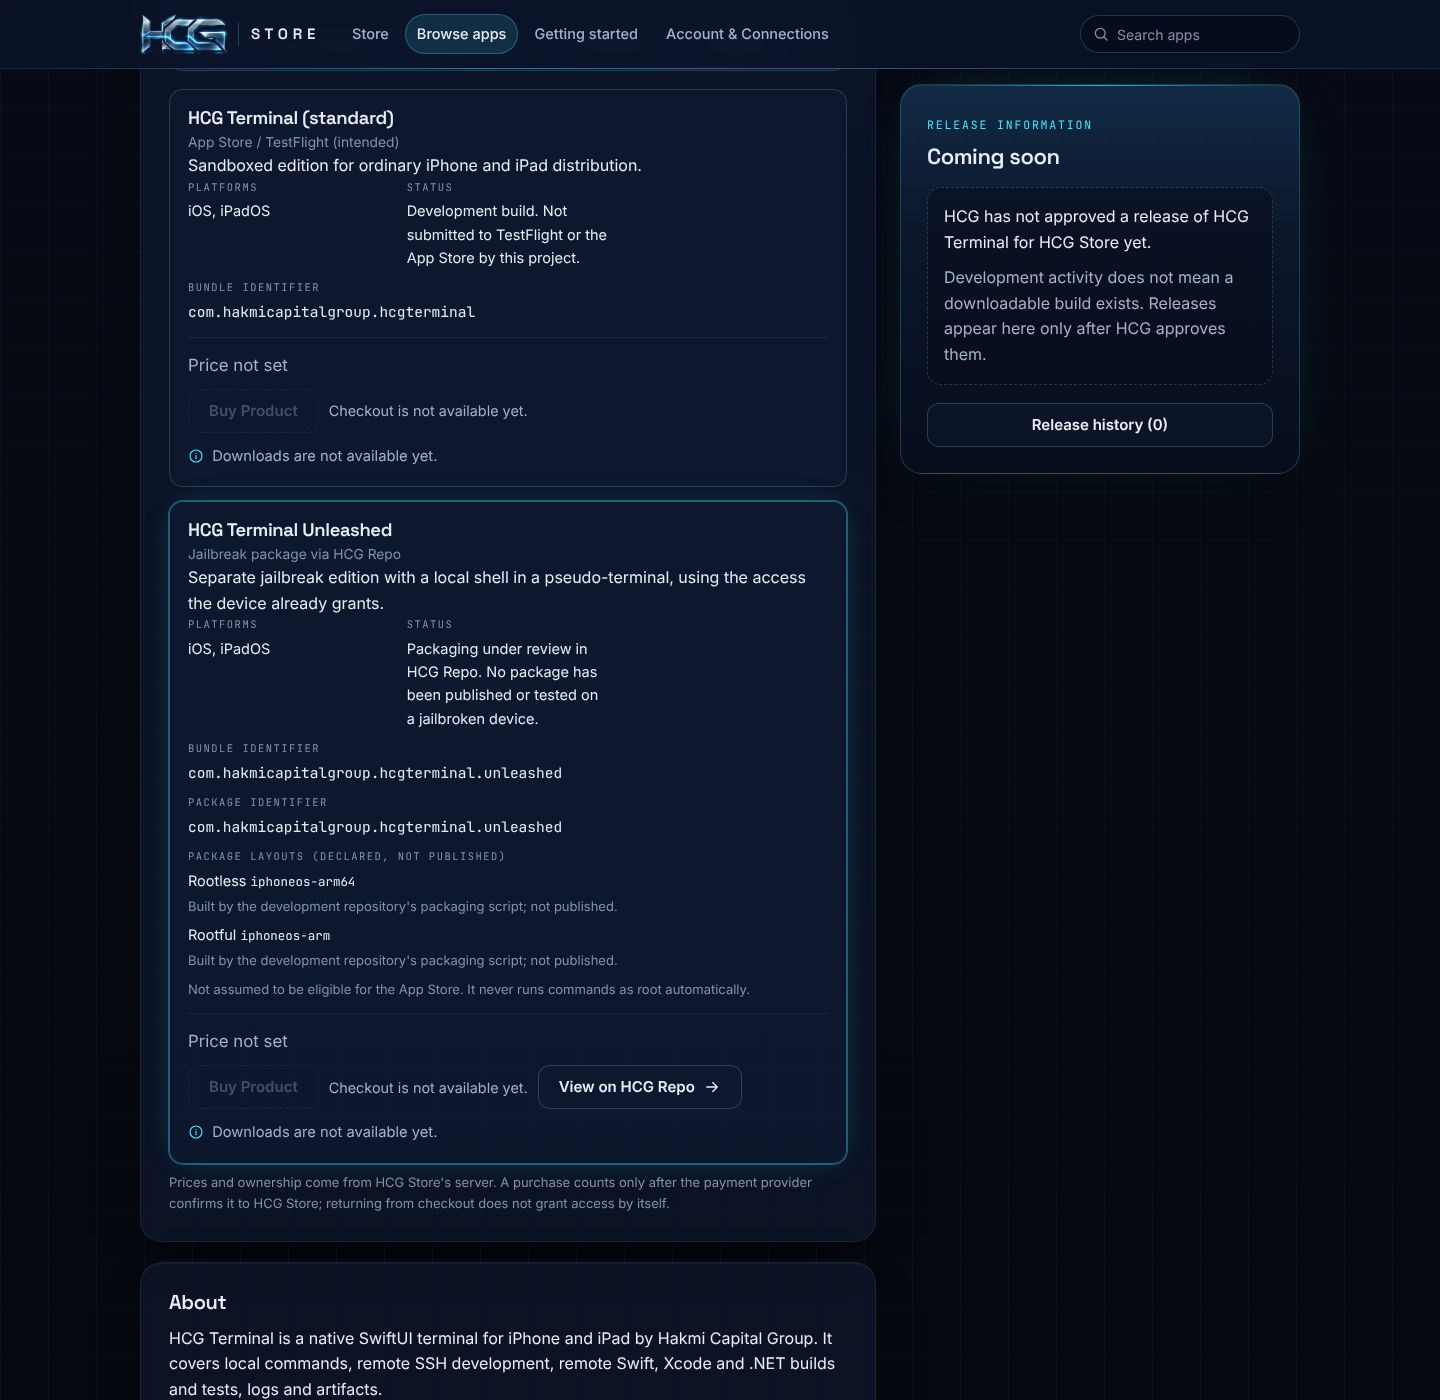 HCG STORE Store Browse apps Getting started Account & Connections Search apps
HCG Terminal (standard)
App Store / TestFlight (intended)
Sandboxed edition for ordinary iPhone and iPad distribution.
PLATFORMS
iOS, iPadOS
STATUS
Development build. Not
submitted to TestFlight or the
App Store by this project.
BUNDLE IDENTIFIER
com.hakmicapitalgroup.hcgterminal
Price not set
Buy Product Checkout is not available yet.
Downloads are not available yet.
HCG Terminal Unleashed
Jailbreak package via HCG Repo
Separate jailbreak edition with a local shell in a pseudo-terminal, using the access
the device already grants.
PLATFORMS
iOS, iPadOS
STATUS
Packaging under review in
HCG Repo. No package has
been published or tested on
a jailbroken device.
BUNDLE IDENTIFIER
com.hakmicapitalgroup.hcgterminal.unleashed
PACKAGE IDENTIFIER
com.hakmicapitalgroup.hcgterminal.unleashed
PACKAGE LAYOUTS (DECLARED, NOT PUBLISHED)
Rootless iphoneos-arm64
Built by the development repository's packaging script; not published.
Rootful iphoneos-arm
Built by the development repository's packaging script; not published.
Not assumed to be eligible for the App Store. It never runs commands as root automatically.
Price not set
Buy Product Checkout is not available yet. View on HCG Repo →
Downloads are not available yet.
Prices and ownership come from HCG Store's server. A purchase counts only after the payment provider
confirms it to HCG Store; returning from checkout does not grant access by itself.
About
HCG Terminal is a native SwiftUI terminal for iPhone and iPad by Hakmi Capital Group. It
covers local commands, remote SSH development, remote Swift, Xcode and .NET builds
and tests, logs and artifacts.
RELEASE INFORMATION
Coming soon
HCG has not approved a release of HCG
Terminal for HCG Store yet.
Development activity does not mean a
downloadable build exists. Releases
appear here only after HCG approves
them.
Release history (0)